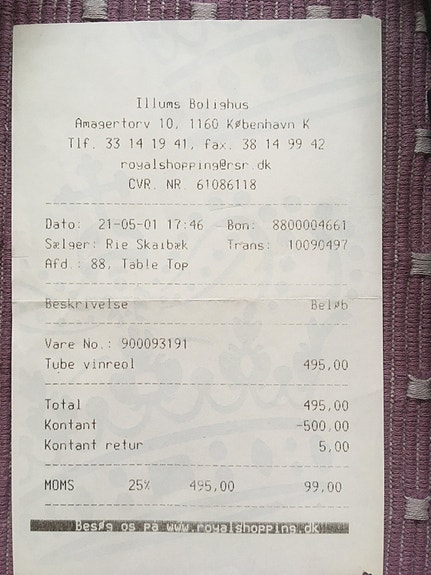 Illums Bolighus
Amagertorv 10, 1160 København K
Tlf. 33 14 19 41, fax. 38 14 99 42
royalshopping@rsr.dk
CVR. NR. 61086118
Dato: 21-05-01 17:46 Bon: 8800004661
Sælger: Rie Skaibæk Trans: 10090497
Afd.: 88, Table Top
Beskrivelse Beløb
Vare No.: 900093191
Tube vinreol 495,00
Total 495,00
Kontant -500,00
Kontant retur 5,00
MOMS 25% 495,00 99,00
Besøg os på www.royalshopping.dk